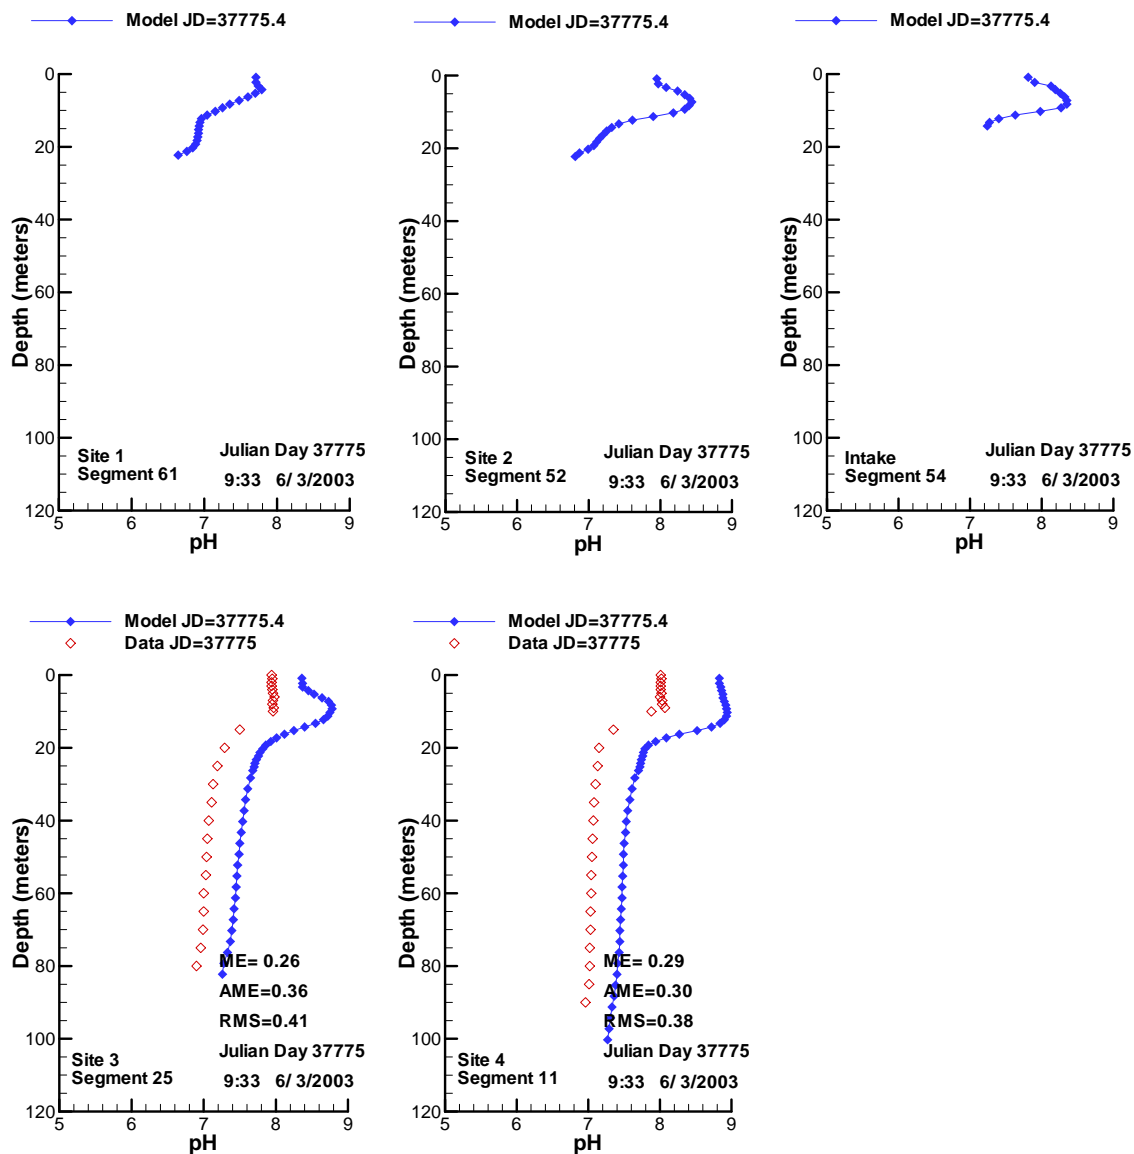 Model JD=37775.4
0
20
40
60
80
100
120
Depth (meters)
Site 1
Segment 61
Julian Day 37775
9:33 6/ 3/2003
5 6 7 8 9
pH
Model JD=37775.4
0
20
40
60
80
100
120
Depth (meters)
Site 2
Segment 52
Julian Day 37775
9:33 6/ 3/2003
5 6 7 8 9
pH
Model JD=37775.4
0
20
40
60
80
100
120
Depth (meters)
Intake
Segment 54
Julian Day 37775
9:33 6/ 3/2003
5 6 7 8 9
pH
Model JD=37775.4
Data JD=37775
0
20
40
60
80
100
120
Depth (meters)
ME= 0.26
AME=0.36
RMS=0.41
Site 3
Segment 25
Julian Day 37775
9:33 6/ 3/2003
5 6 7 8 9
pH
Model JD=37775.4
Data JD=37775
0
20
40
60
80
100
120
Depth (meters)
ME= 0.29
AME=0.30
RMS=0.38
Site 4
Segment 11
Julian Day 37775
9:33 6/ 3/2003
5 6 7 8 9
pH